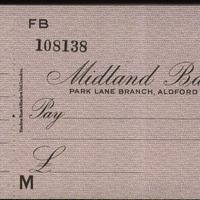 FB
108138
Midland Ba
PARK LANE BRANCH, ALDFORD
Pay
£
M